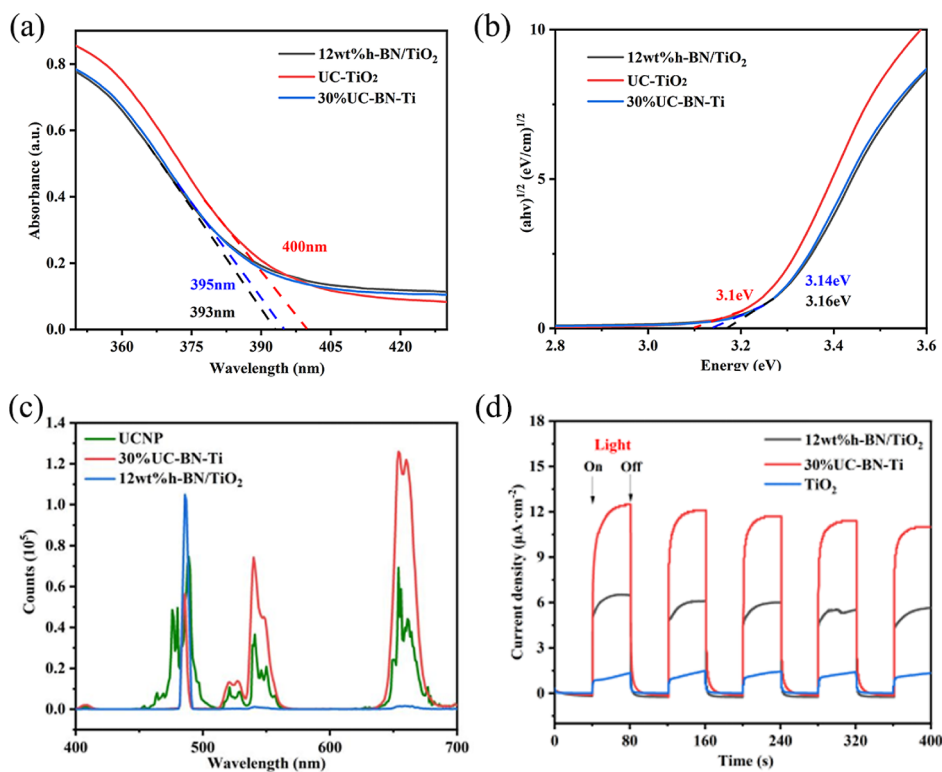 (a)
12wt%h-BN/TiO₂
UC-TiO₂
30%UC-BN-Ti
0.8
0.6
0.4
0.2
0.0
400nm
395nm
393nm
360
375
390
405
420
Absorbance (a.u.)
Wavelength (nm)
(b)
12wt%h-BN/TiO₂
UC-TiO₂
30%UC-BN-Ti
10
5
0
3.1eV
3.14eV
3.16eV
2.8
3.0
3.2
3.4
3.6
(ahv)¹ᐟ² (eV/cm)¹ᐟ²
Energy (eV)
(c)
UCNP
30%UC-BN-Ti
12wt%h-BN/TiO₂
1.4
1.2
1.0
0.8
0.6
0.4
0.2
0.0
400
500
600
700
Counts (10⁵)
Wavelength (nm)
(d)
Light
On Off
12wt%h-BN/TiO₂
30%UC-BN-Ti
TiO₂
18
15
12
9
6
3
0
0
80
160
240
320
400
Current density (μA·cm⁻²)
Time (s)